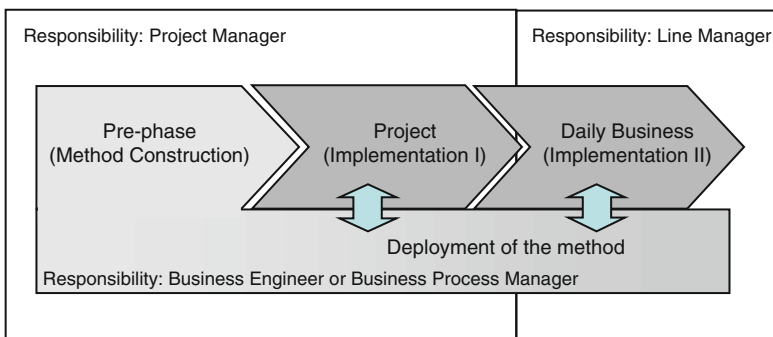 Responsibility: Project Manager
Responsibility: Line Manager
Pre-phase
(Method Construction)
Project
(Implementation I)
Daily Business
(Implementation II)
Deployment of the method
Responsibility: Business Engineer or Business Process Manager